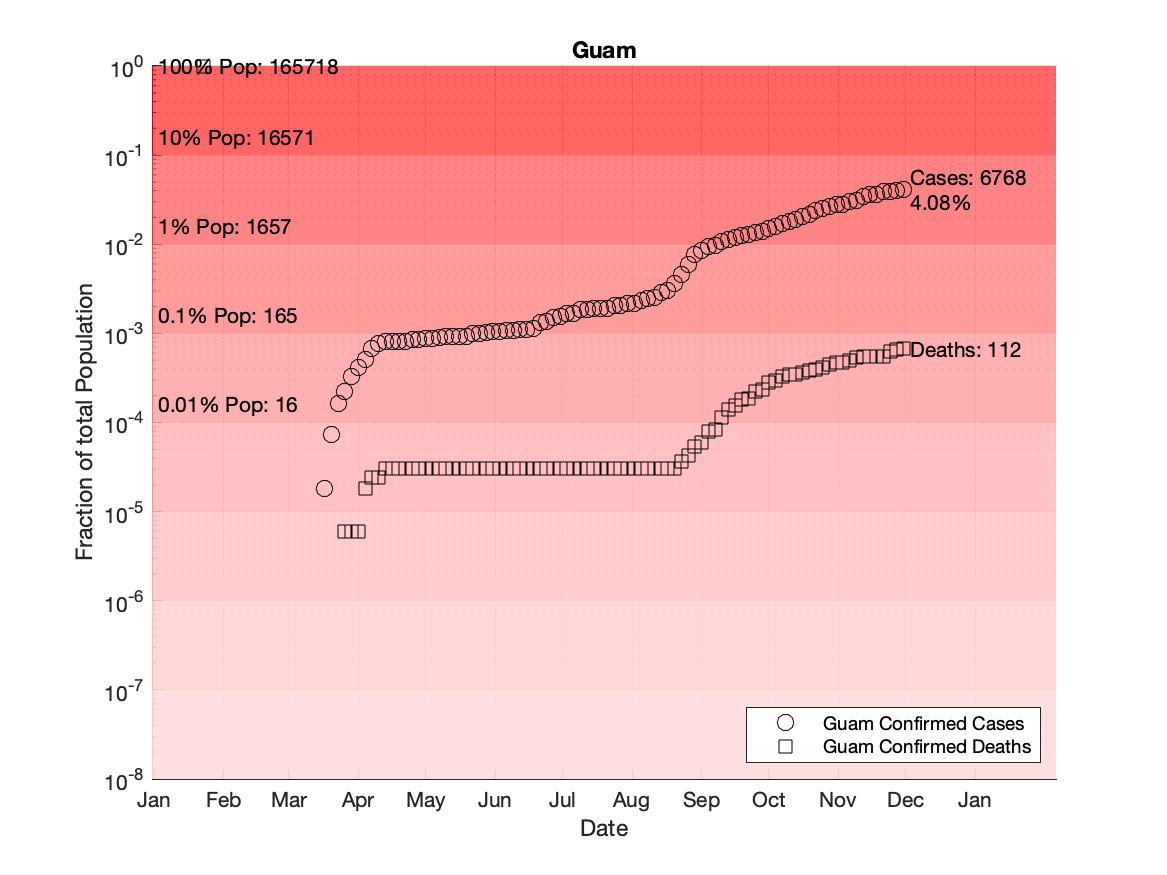 Guam
10^0
100% Pop: 165718
10% Pop: 16571
10^-1
Cases: 6768
4.08%
1% Pop: 1657
10^-2
0.1% Pop: 165
10^-3
Deaths: 112
0.01% Pop: 16
10^-4
10^-5
10^-6
10^-7
10^-8
Fraction of total Population
Guam Confirmed Cases
Guam Confirmed Deaths
Jan Feb Mar Apr May Jun Jul Aug Sep Oct Nov Dec Jan
Date